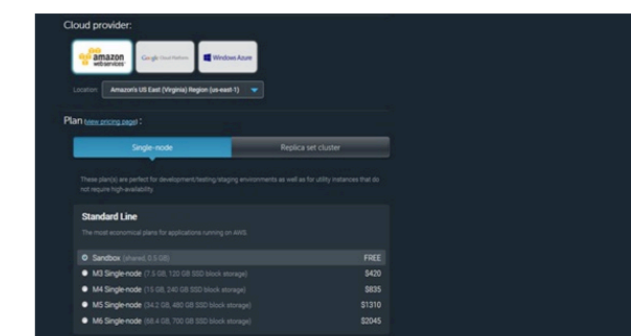 Cloud provider:
amazon
webservices
Google Cloud Platform
Windows Azure
Location: Amazon's US East (Virginia) Region (us-east-1)
Plan (view pricing page) :
Single-node
Replica set cluster
These plan(s) are perfect for development/testing/staging environments as well as for utility instances that do
not require high-availability.
Standard Line
The most economical plans for applications running on AWS.
Sandbox (shared, 0.5 GB) FREE
M3 Single-node (7.5 GB, 120 GB SSD block storage) $420
M4 Single-node (15 GB, 240 GB SSD block storage) $835
M5 Single-node (34.2 GB, 480 GB SSD block storage) $1310
M6 Single-node (68.4 GB, 700 GB SSD block storage) $2045